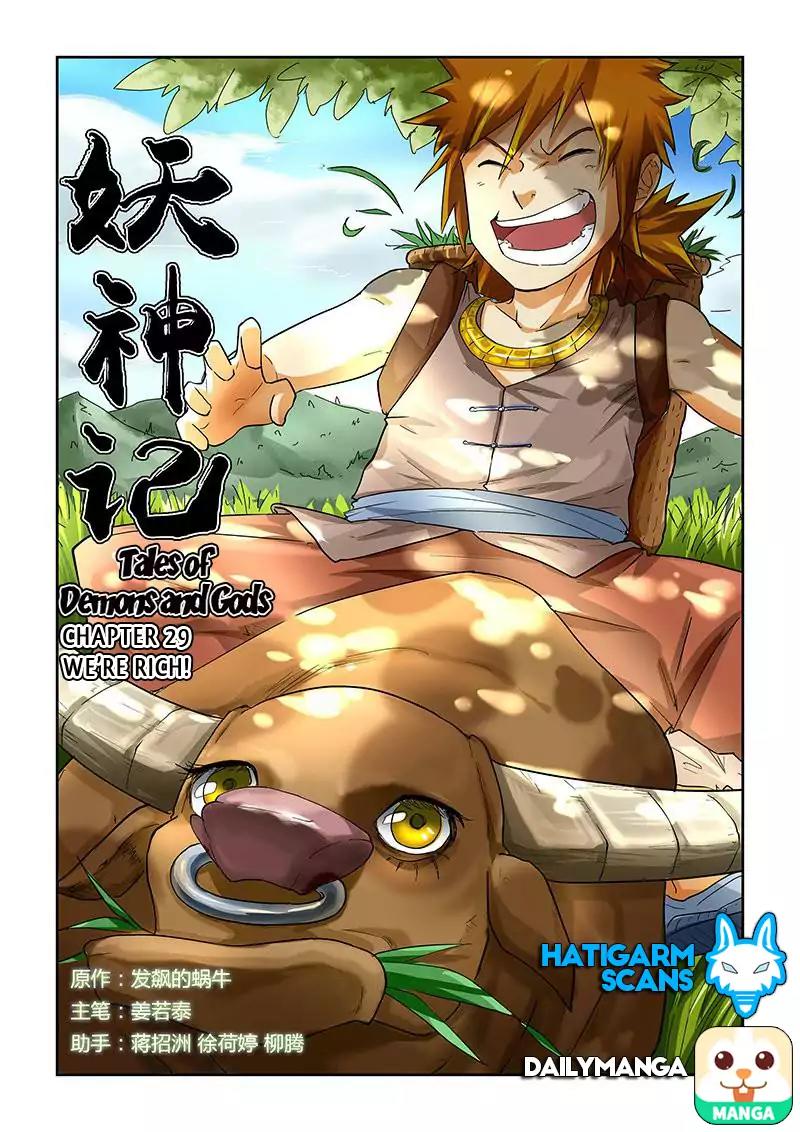 妖神记
Tales of
Demons and Gods
CHAPTER 29
WE'RE RICH!
原作：发飙的蜗牛
主笔：姜若泰
助手：蒋招洲 徐荷婷 柳腾
HATIGARM
SCANS
DAILYMANGA
MANGA